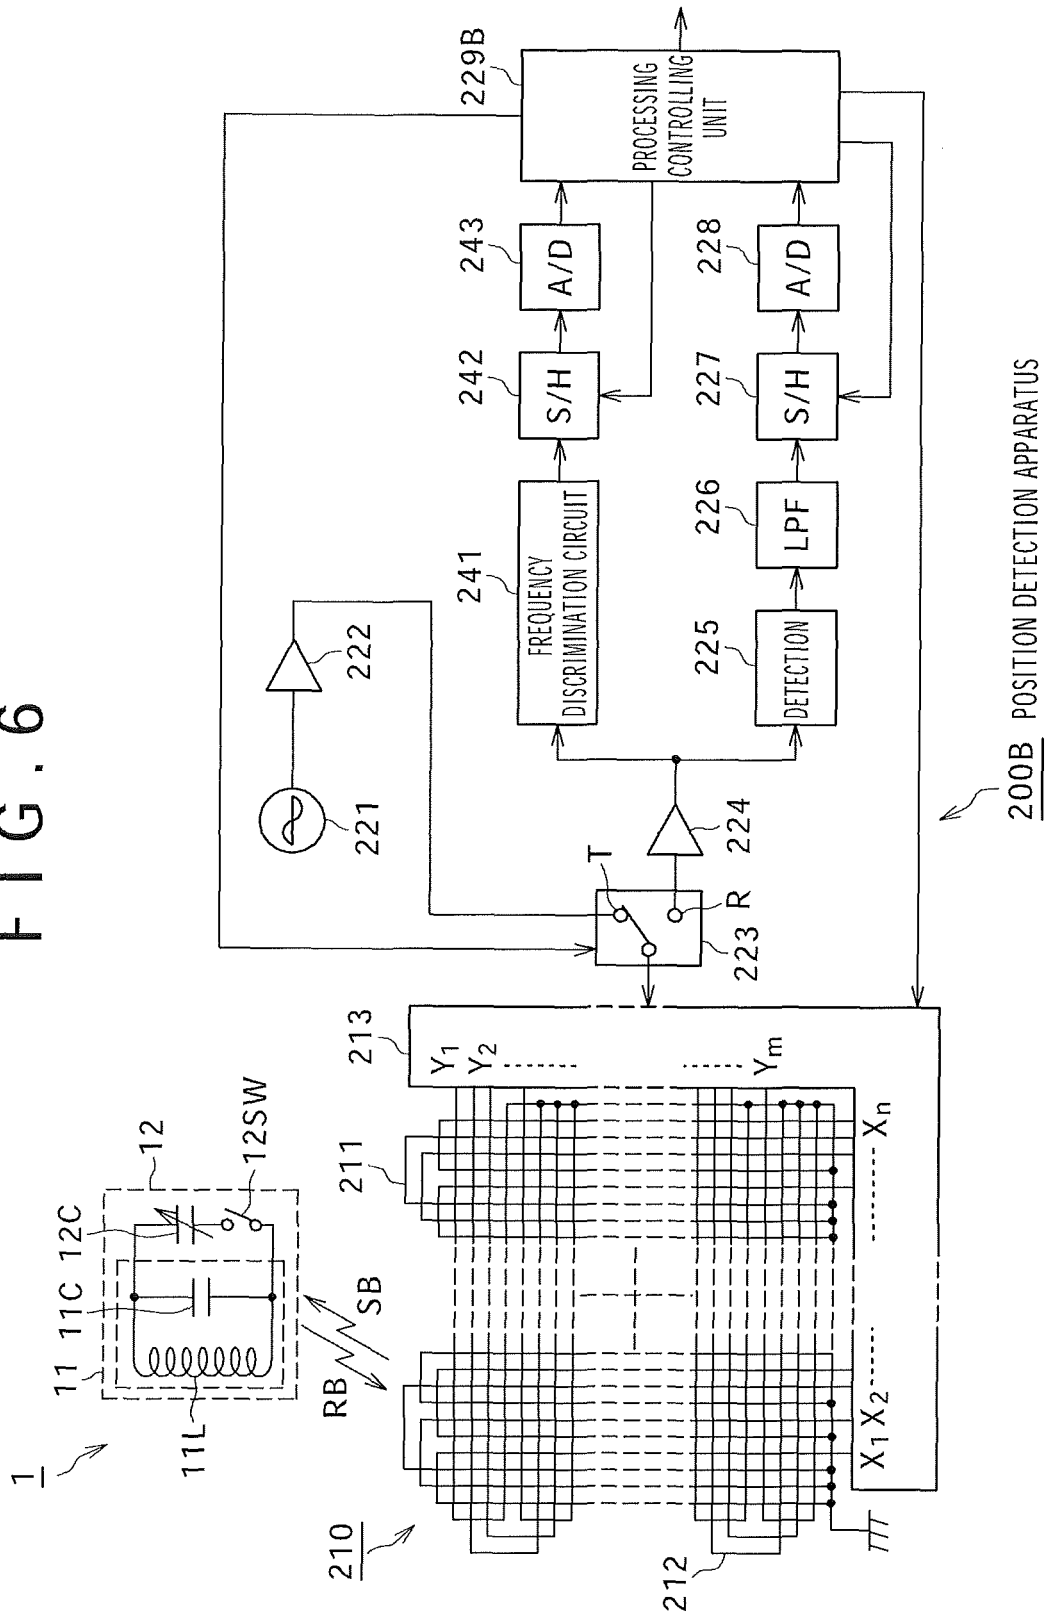 FIG. 6
1
11
12
11L
11C
12C
12SW
RB
SB
210
211
212
213
Y1
Y2
Ym
X1
X2
Xn
221
222
223
T
R
224
241
FREQUENCY
DISCRIMINATION CIRCUIT
242
S/H
243
A/D
225
DETECTION
226
LPF
227
S/H
228
A/D
229B
PROCESSING
CONTROLLING
UNIT
200B POSITION DETECTION APPARATUS